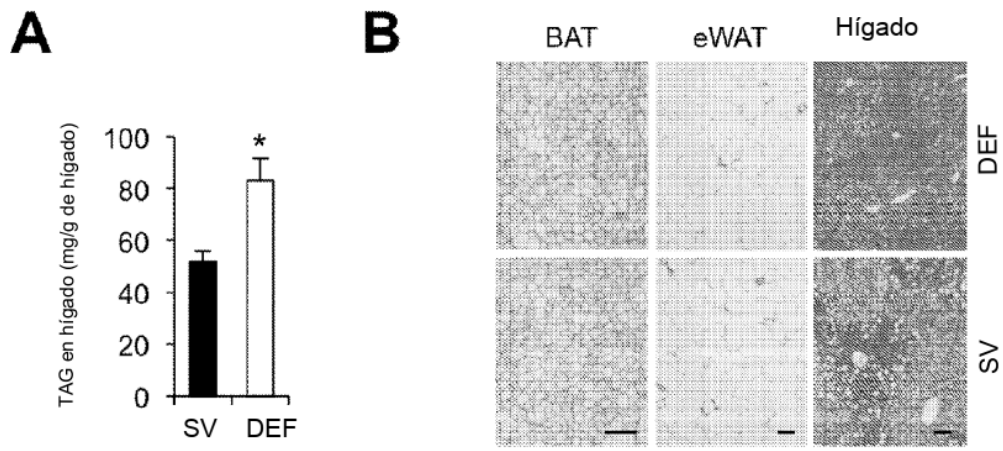 A
TAG en hígado (mg/g de hígado)
100
80
60
40
20
0
*
SV DEF
B
BAT eWAT Hígado
DEF
SV